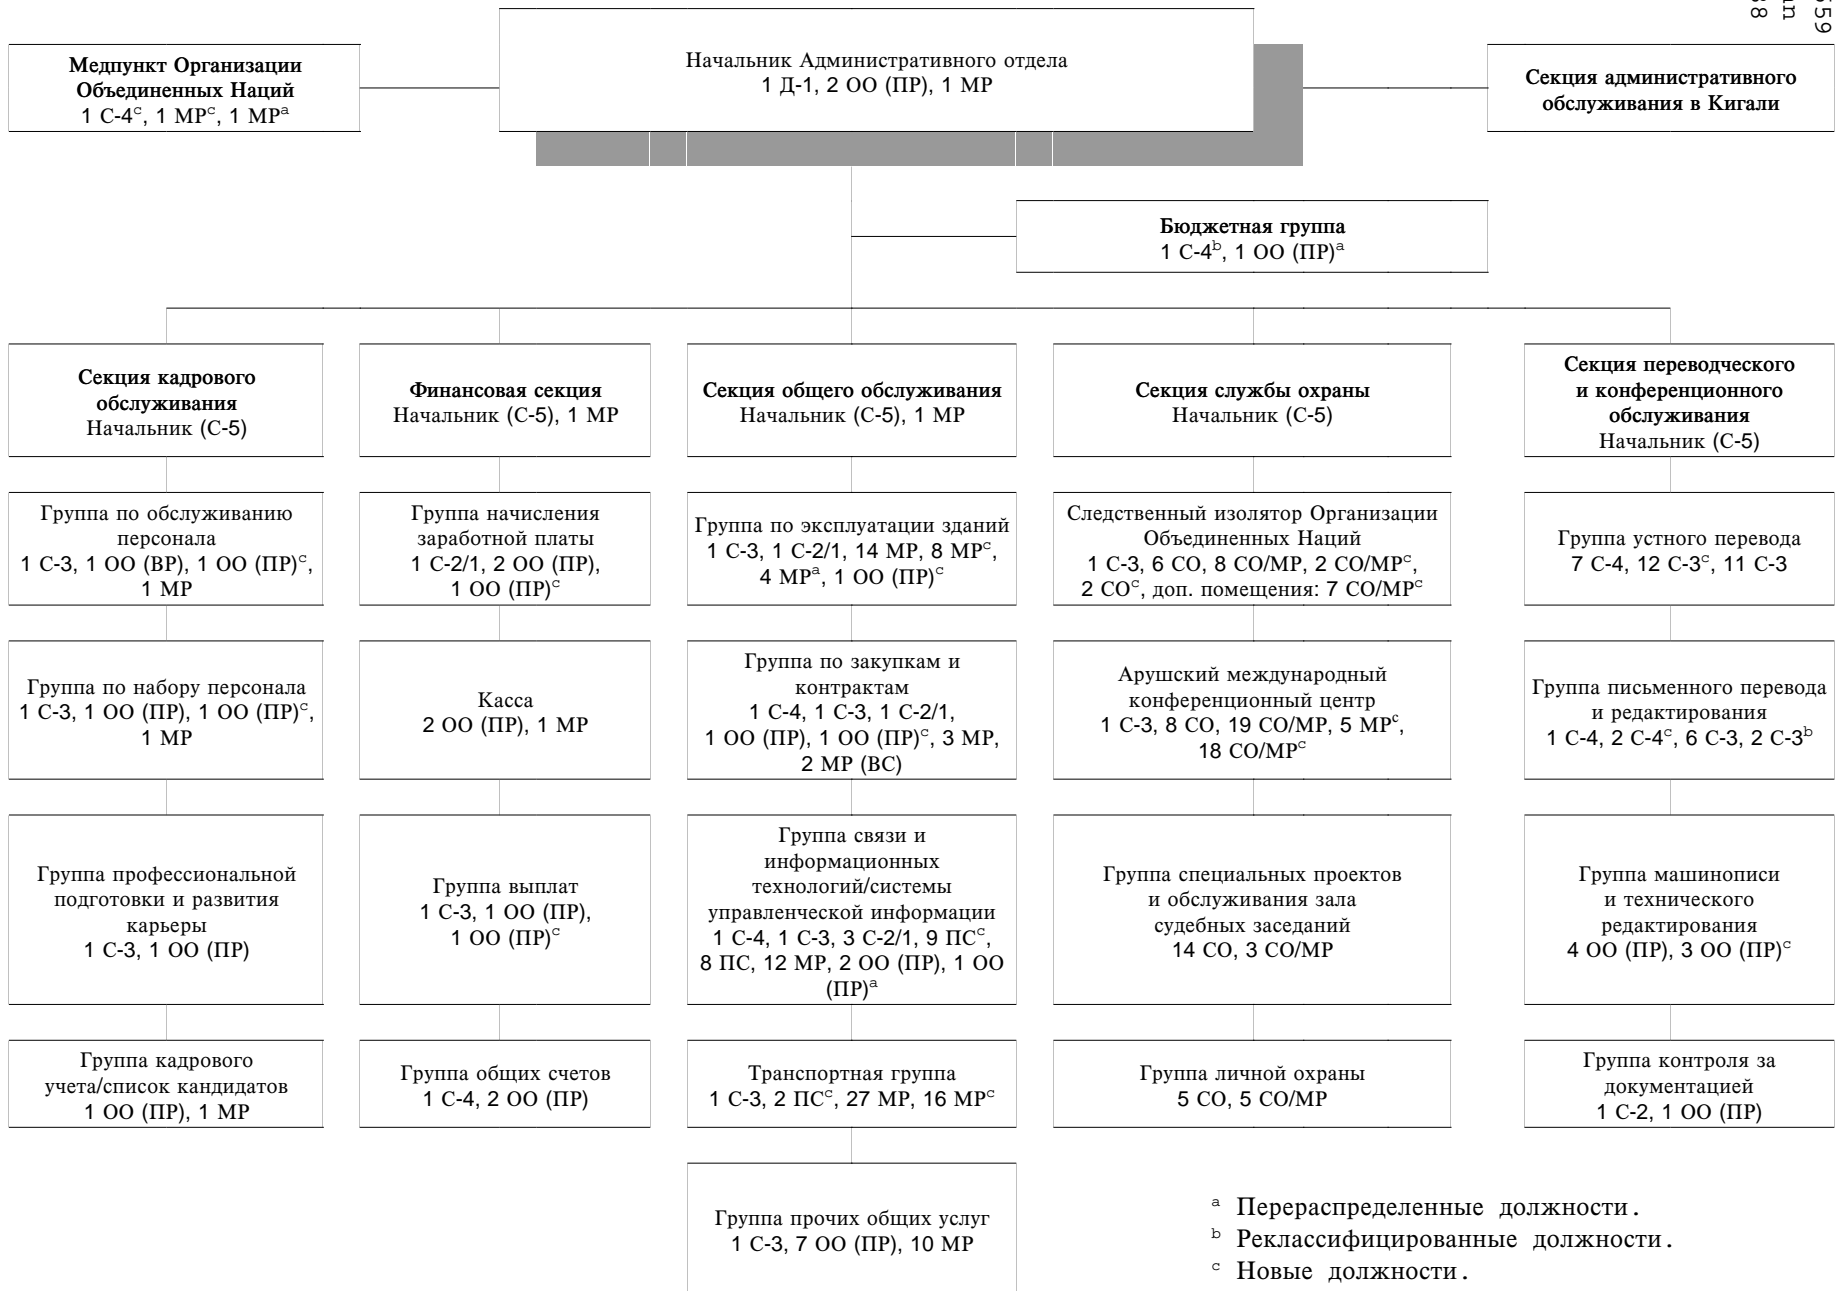 559
an
38
Начальник Административного отдела
1 Д-1, 2 ОО (ПР), 1 МР
Медпункт Организации
Объединенных Наций
1 С-4ᶜ, 1 МРᶜ, 1 МРᵃ
Секция административного
обслуживания в Кигали
Бюджетная группа
1 С-4ᵇ, 1 ОО (ПР)ᵃ
Секция кадрового
обслуживания
Начальник (С-5)
Группа по обслуживанию
персонала
1 С-3, 1 ОО (ВР), 1 ОО (ПР)ᶜ,
1 МР
Группа по набору персонала
1 С-3, 1 ОО (ПР), 1 ОО (ПР)ᶜ,
1 МР
Группа профессиональной
подготовки и развития
карьеры
1 С-3, 1 ОО (ПР)
Группа кадрового
учета/список кандидатов
1 ОО (ПР), 1 МР
Финансовая секция
Начальник (С-5), 1 МР
Группа начисления
заработной платы
1 С-2/1, 2 ОО (ПР),
1 ОО (ПР)ᶜ
Касса
2 ОО (ПР), 1 МР
Группа выплат
1 С-3, 1 ОО (ПР),
1 ОО (ПР)ᶜ
Группа общих счетов
1 С-4, 2 ОО (ПР)
Секция общего обслуживания
Начальник (С-5), 1 МР
Группа по эксплуатации зданий
1 С-3, 1 С-2/1, 14 МР, 8 МРᶜ,
4 МРᵃ, 1 ОО (ПР)ᶜ
Группа по закупкам и
контрактам
1 С-4, 1 С-3, 1 С-2/1,
1 ОО (ПР), 1 ОО (ПР)ᶜ, 3 МР,
2 МР (ВС)
Группа связи и
информационных
технологий/системы
управленческой информации
1 С-4, 1 С-3, 3 С-2/1, 9 ПСᶜ,
8 ПС, 12 МР, 2 ОО (ПР), 1 ОО
(ПР)ᵃ
Транспортная группа
1 С-3, 2 ПСᶜ, 27 МР, 16 МРᶜ
Группа прочих общих услуг
1 С-3, 7 ОО (ПР), 10 МР
Секция службы охраны
Начальник (С-5)
Следственный изолятор Организации
Объединенных Наций
1 С-3, 6 СО, 8 СО/МР, 2 СО/МРᶜ,
2 СОᶜ, доп. помещения: 7 СО/МРᶜ
Арушский международный
конференционный центр
1 С-3, 8 СО, 19 СО/МР, 5 МРᶜ,
18 СО/МРᶜ
Группа специальных проектов
и обслуживания зала
судебных заседаний
14 СО, 3 СО/МР
Группа личной охраны
5 СО, 5 СО/МР
Секция переводческого
и конференционного
обслуживания
Начальник (С-5)
Группа устного перевода
7 С-4, 12 С-3ᶜ, 11 С-3
Группа письменного перевода
и редактирования
1 С-4, 2 С-4ᶜ, 6 С-3, 2 С-3ᵇ
Группа машинописи
и технического
редактирования
4 ОО (ПР), 3 ОО (ПР)ᶜ
Группа контроля за
документацией
1 С-2, 1 ОО (ПР)
ᵃ Перераспределенные должности.
ᵇ Реклассифицированные должности.
ᶜ Новые должности.